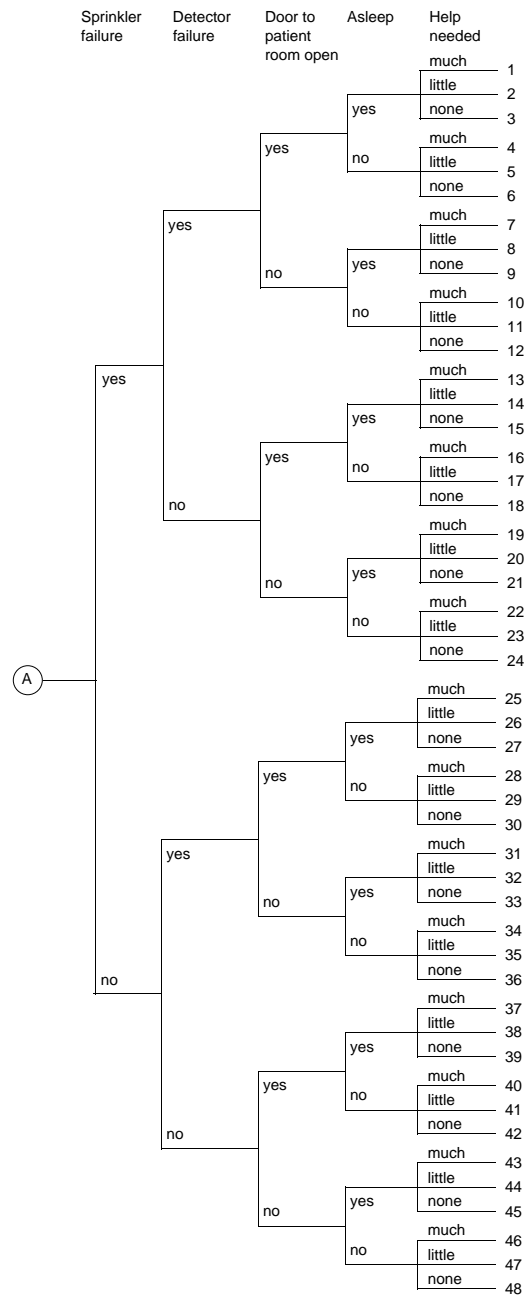 Sprinkler failure
Detector failure
Door to patient room open
Asleep
Help needed
much 1
little 2
yes none 3
much 4
yes no little 5
none 6
yes
much 7
little 8
no yes none 9
much 10
no little 11
none 12
yes
much 13
little 14
yes none 15
much 16
yes no little 17
none 18
no
much 19
little 20
no yes none 21
much 22
no little 23
none 24
A
much 25
little 26
yes none 27
much 28
yes no little 29
none 30
yes
much 31
little 32
no yes none 33
much 34
no little 35
none 36
no
much 37
little 38
yes none 39
much 40
yes no little 41
none 42
no
much 43
little 44
no yes none 45
much 46
no little 47
none 48